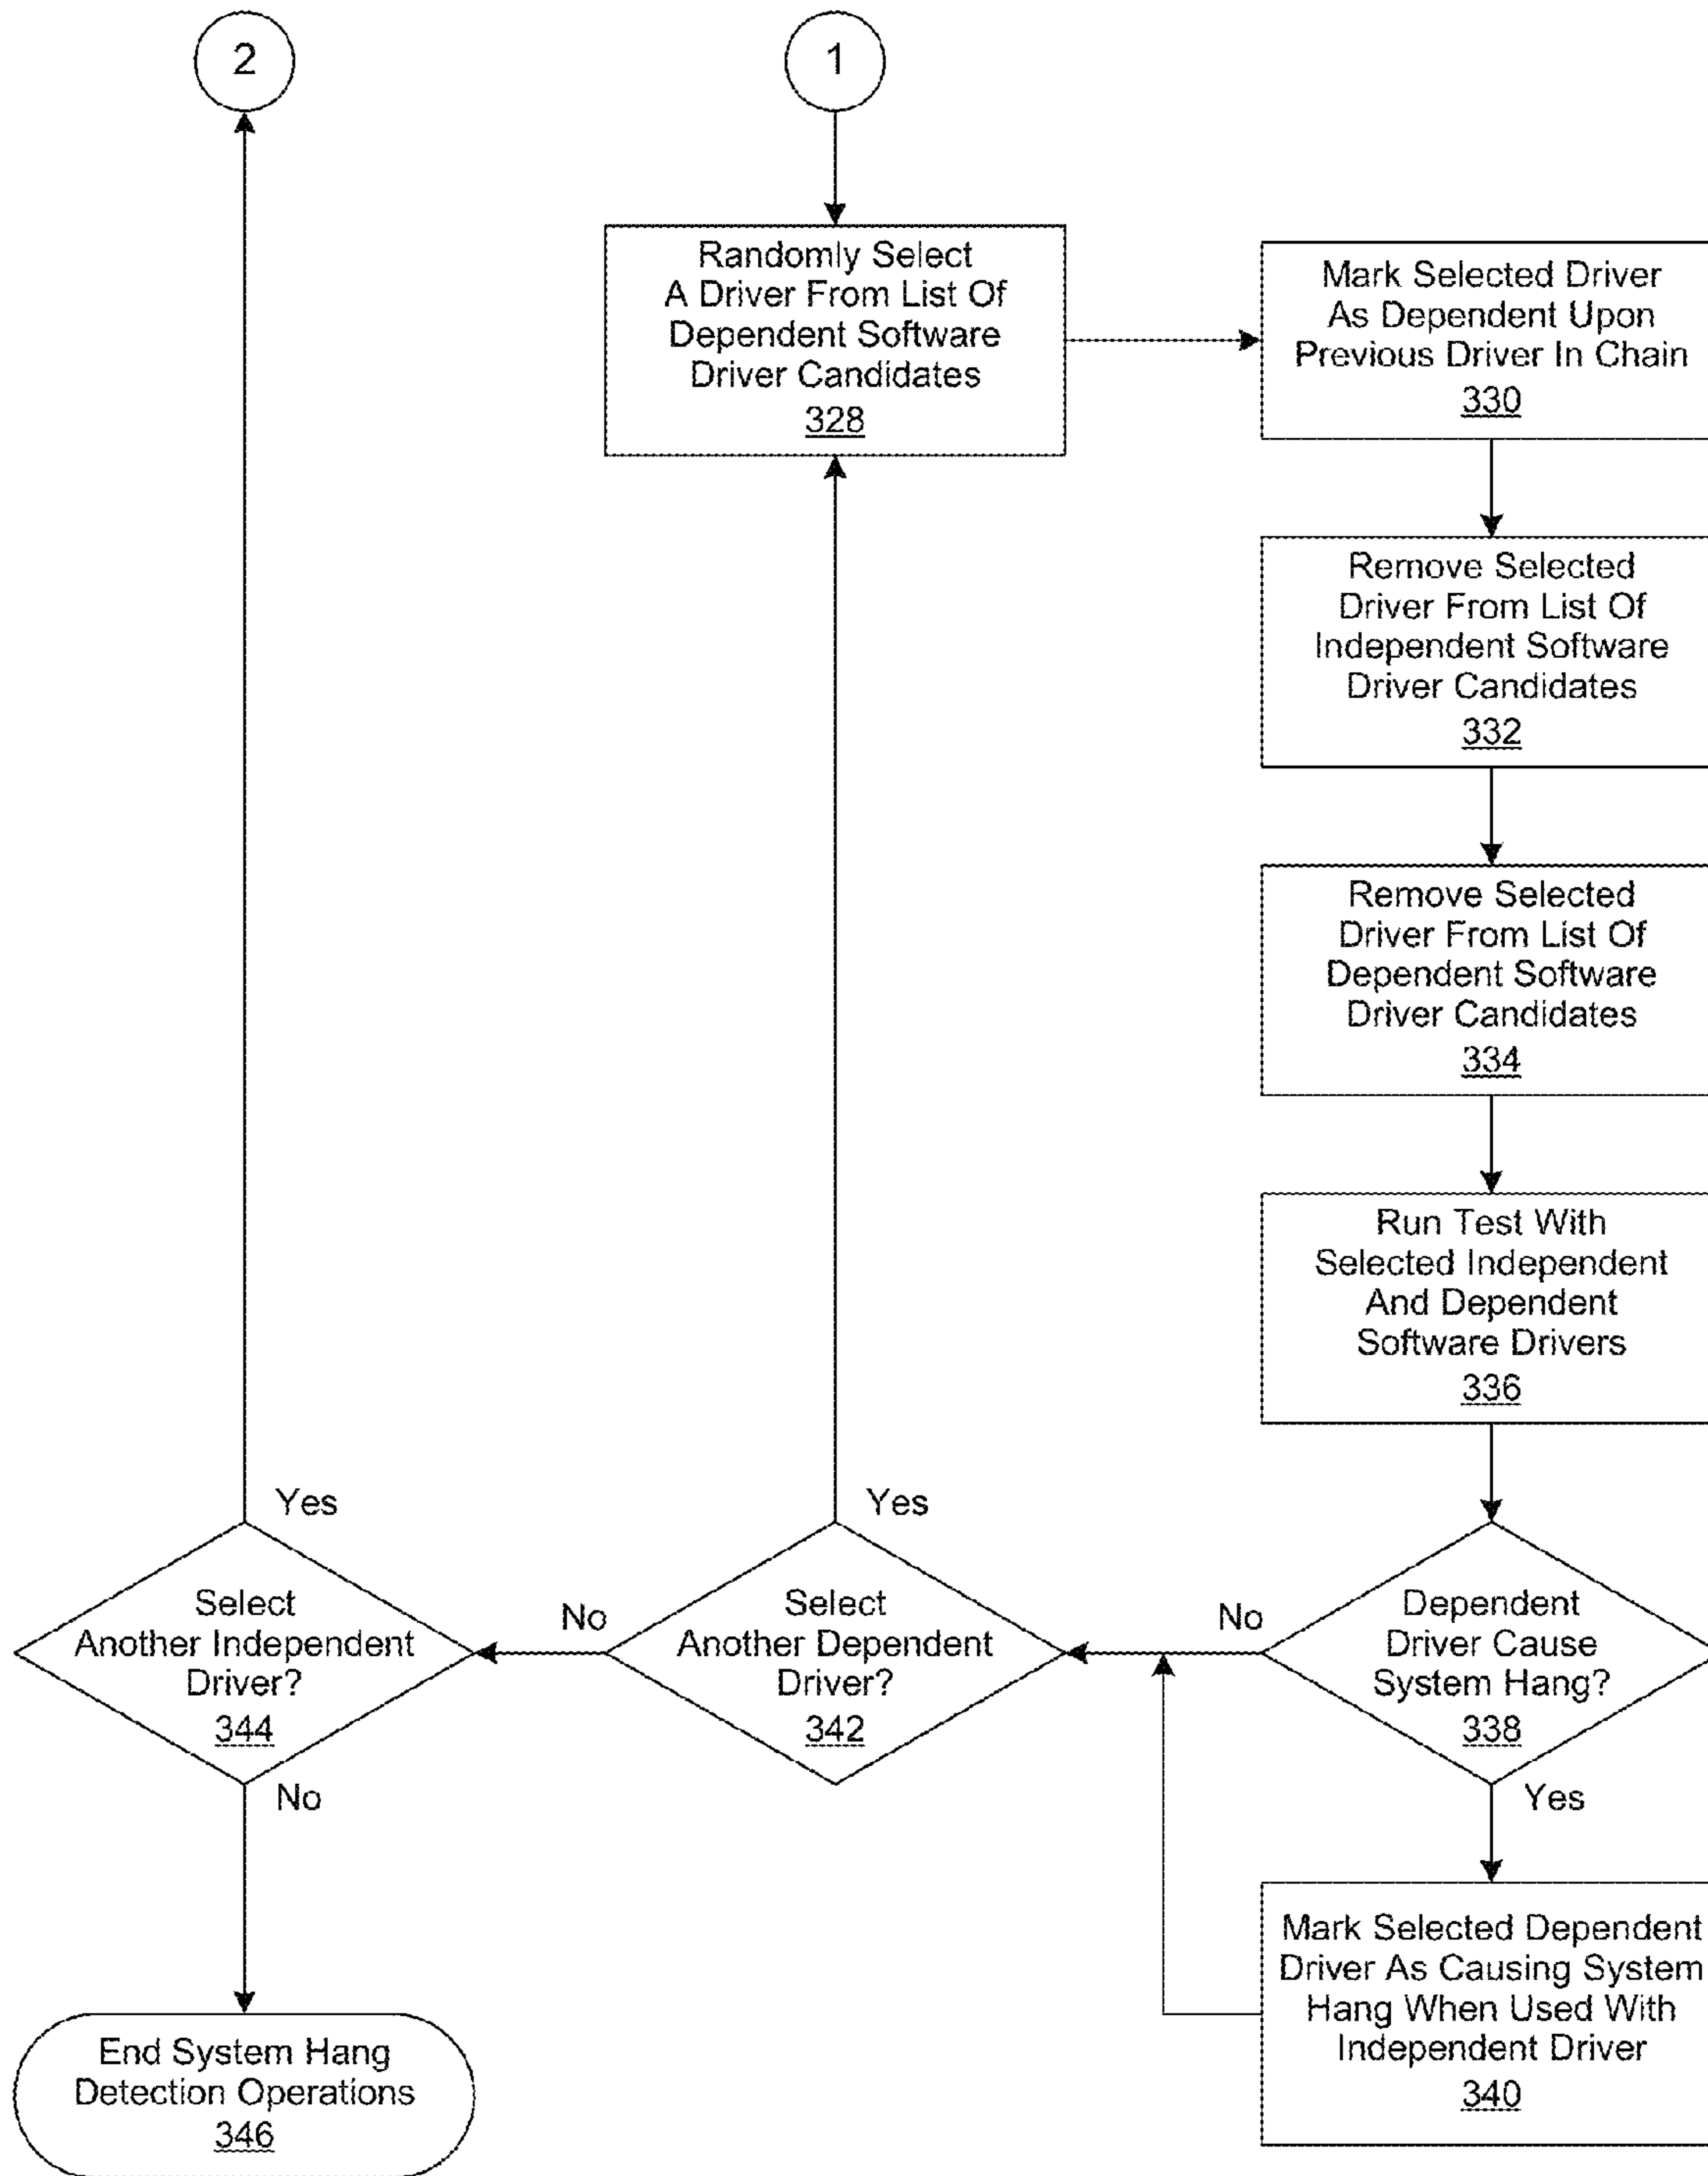 2
1
Randomly Select
A Driver From List Of
Dependent Software
Driver Candidates
328
Mark Selected Driver
As Dependent Upon
Previous Driver In Chain
330
Remove Selected
Driver From List Of
Independent Software
Driver Candidates
332
Remove Selected
Driver From List Of
Dependent Software
Driver Candidates
334
Run Test With
Selected Independent
And Dependent
Software Drivers
336
Yes
Yes
Select
Another Independent
Driver?
344
No
Select
Another Dependent
Driver?
342
No
Dependent
Driver Cause
System Hang?
338
No
Yes
Mark Selected Dependent
Driver As Causing System
Hang When Used With
Independent Driver
340
End System Hang
Detection Operations
346